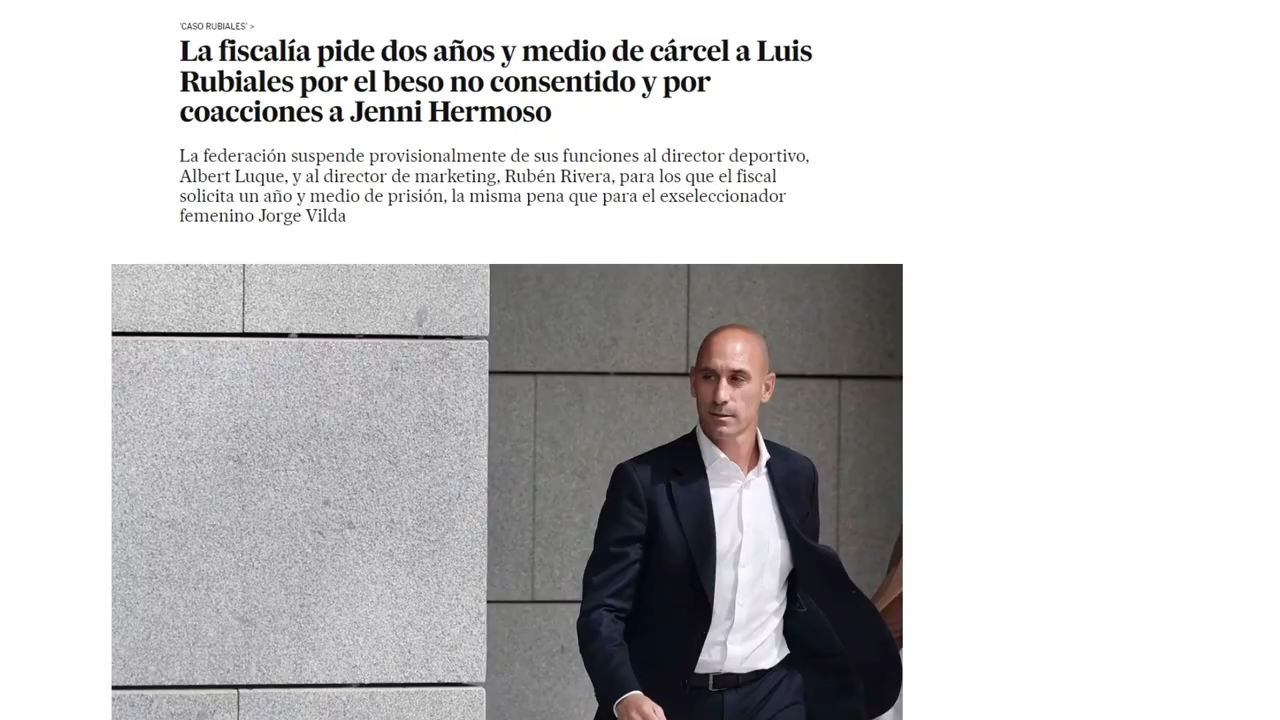 'CASO RUBIALES' >
La fiscalía pide dos años y medio de cárcel a Luis
Rubiales por el beso no consentido y por
coacciones a Jenni Hermoso
La federación suspende provisionalmente de sus funciones al director deportivo,
Albert Luque, y al director de marketing, Rubén Rivera, para los que el fiscal
solicita un año y medio de prisión, la misma pena que para el exseleccionador
femenino Jorge Vilda